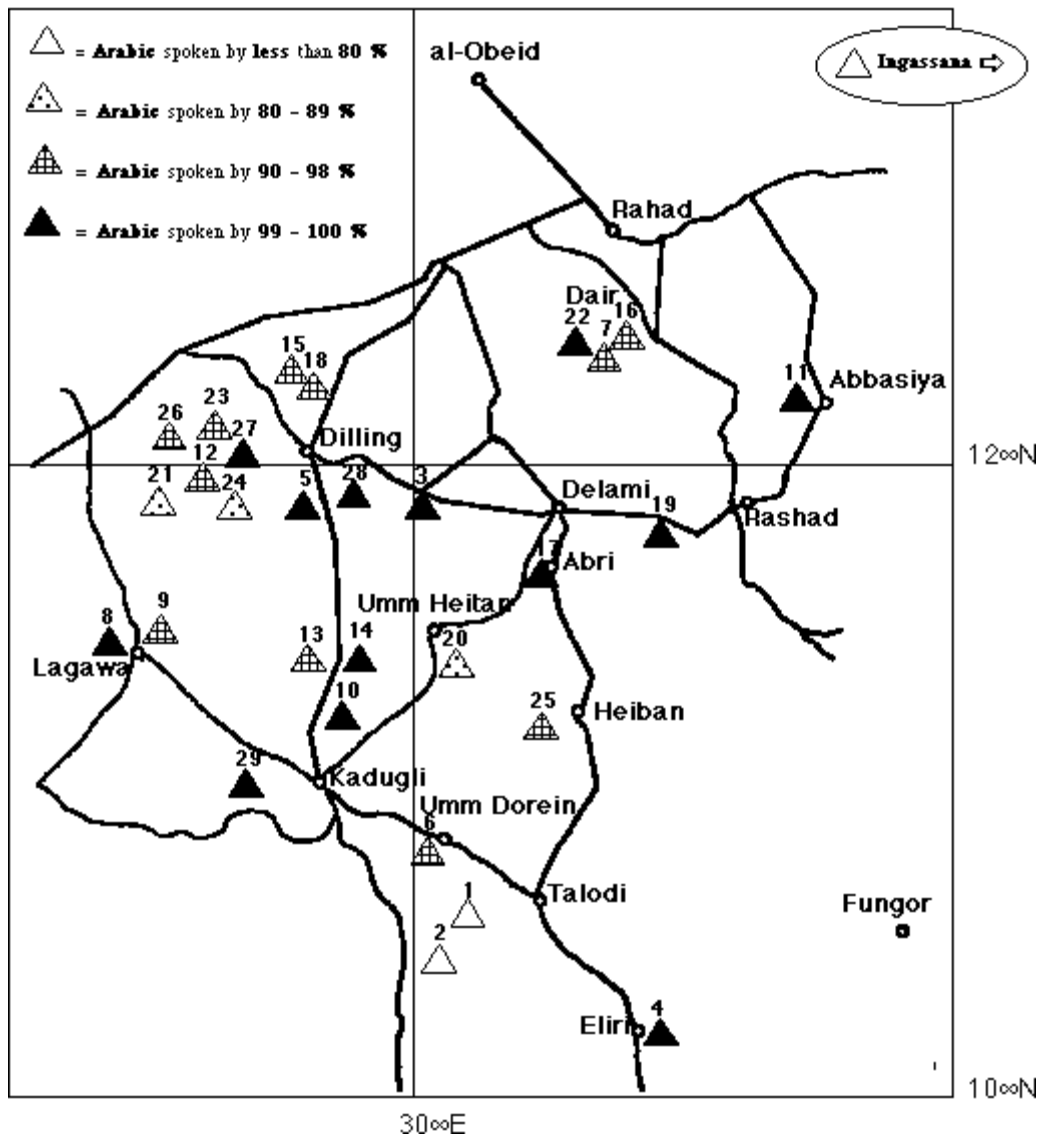 = Arabic spoken by less than 80 %
= Arabic spoken by 80 – 89 %
= Arabic spoken by 90 – 98 %
= Arabic spoken by 99 – 100 %
al-Obeid
Ingassana ⇨
Rahad
Dair
16
22
7
15
18
11
Abbasiya
23
26
27
Dilling
12∞N
12
21
24
5
28
3
Delami
19
Rashad
17
Abri
Umm Heitan
8
9
13
14
20
Lagawa
10
25
Heiban
29
Kadugli
Umm Dorein
6
1
Talodi
2
Fungor
Eliri
4
10∞N
30∞E